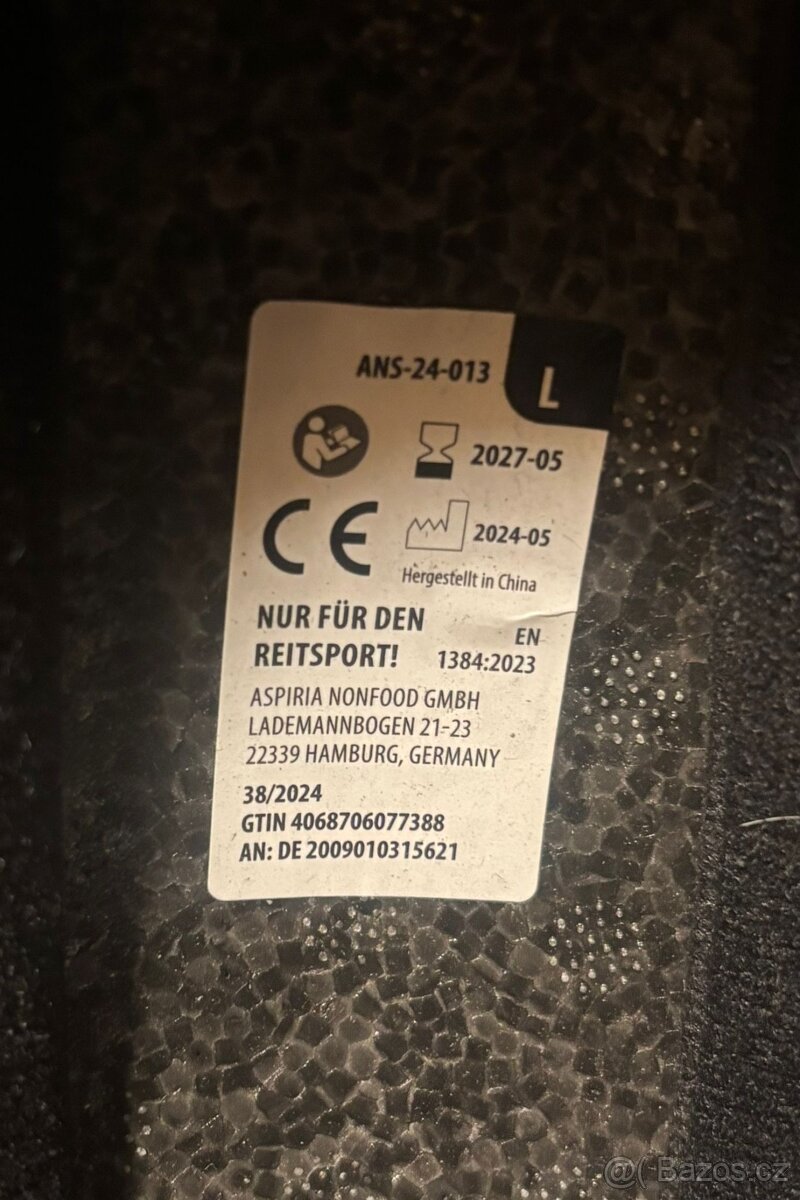 ANS-24-013
L
2027-05
CE
2024-05
Hergestellt in China
NUR FÜR DEN
REITSPORT!
EN
1384:2023
ASPIRIA NONFOOD GMBH
LADEMANNBOGEN 21-23
22339 HAMBURG, GERMANY
38/2024
GTIN 4068706077388
AN: DE 2009010315621
@( Bazos.cz